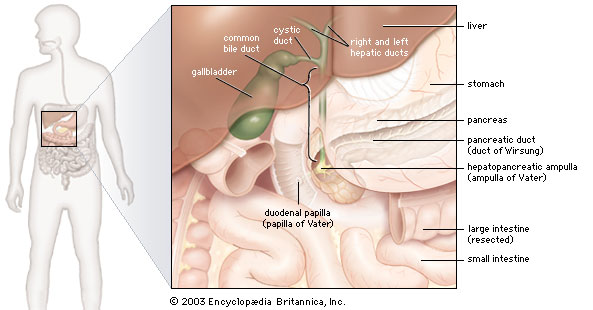 cystic
duct
common
bile duct
right and left
hepatic ducts
gallbladder
liver
stomach
pancreas
pancreatic duct
(duct of Wirsung)
hepatopancreatic ampulla
(ampulla of Vater)
duodenal papilla
(papilla of Vater)
large intestine
(resected)
small intestine
© 2003 Encyclopædia Britannica, Inc.